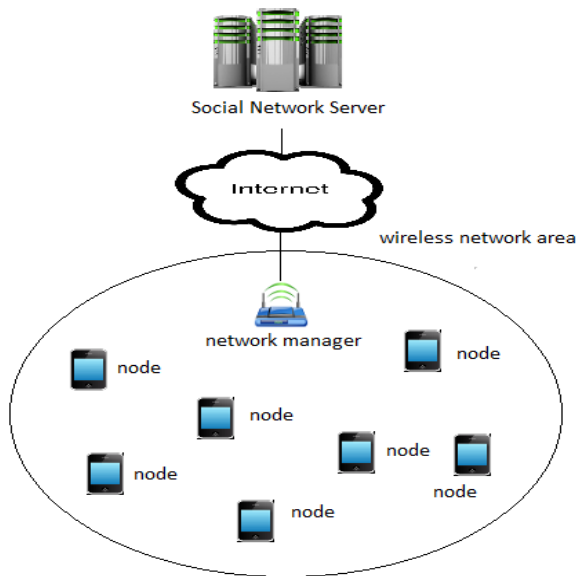 Social Network Server
Internet
wireless network area
network manager
node
node
node
node
node
node
node